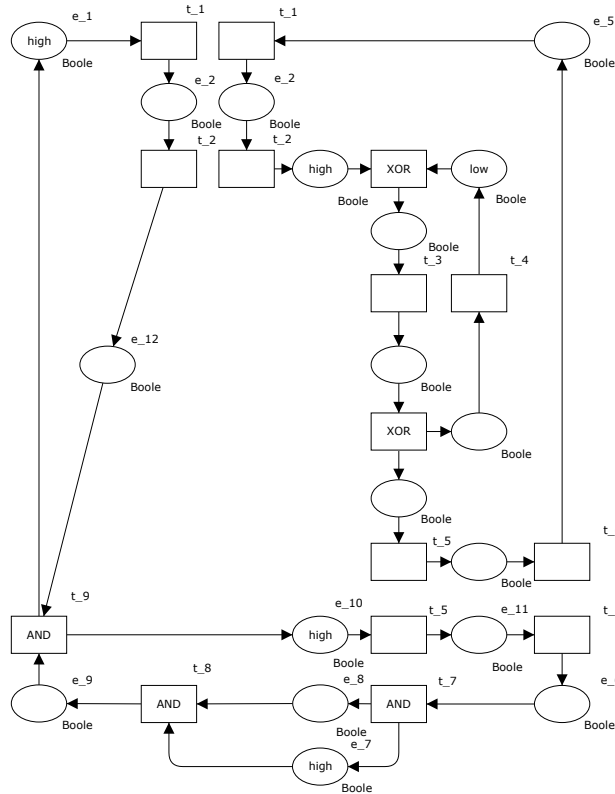 e_1
t_1
t_1
e_5
high
Boole
Boole
e_2
e_2
Boole
Boole
t_2
t_2
high
XOR
low
Boole
Boole
Boole
t_3
t_4
e_12
Boole
Boole
XOR
Boole
Boole
t_5
t_
Boole
t_9
AND
e_10
high
Boole
t_5
e_11
Boole
t_
t_8
e_8
t_7
e_
e_9
AND
AND
Boole
Boole
Boole
e_7
high
Boole